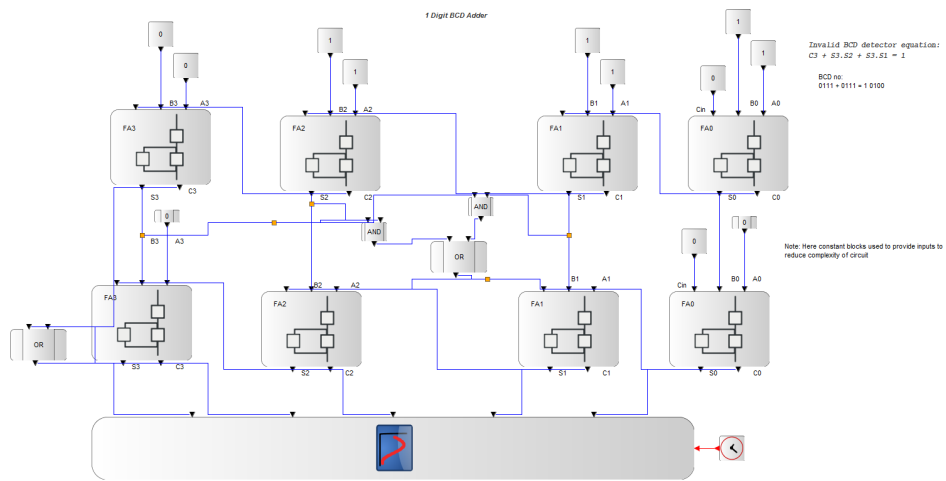 1 Digit BCD Adder
0
1
1
1
0
1
1
0
1
Invalid BCD detector equation:
C3 + S3.S2 + S3.S1 = 1
BCD no:
0111 + 0111 = 1 0100
B3 A3
B2 A2
B1 A1
Cin B0 A0
FA3
FA2
FA1
FA0
S3 C3
S2 C2
S1 C1
S0 C0
AND
AND
OR
0
0
0
Note: Here constant blocks used to provide inputs to
reduce complexity of circuit
B3 A3
B2 A2
B1 A1
Cin B0 A0
FA3
FA2
FA1
FA0
OR
S3 C3
S2 C2
S1 C1
S0 C0